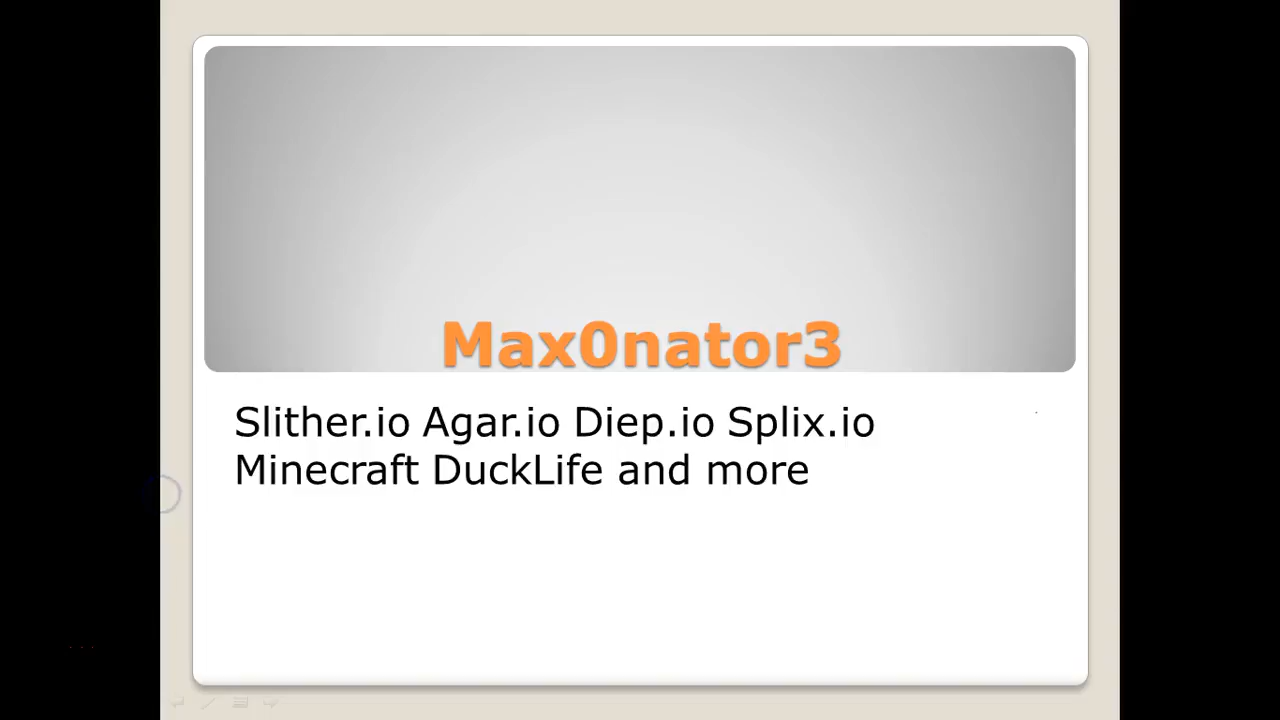 Max0nator3
Slither.io Agar.io Diep.io Splix.io
Minecraft DuckLife and more